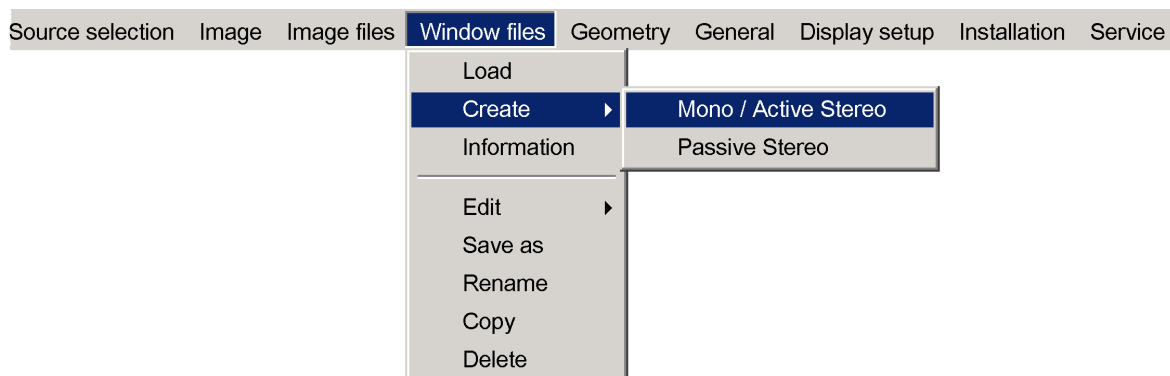 Source selection Image Image files Window files Geometry General Display setup Installation Service
Load
Create Mono / Active Stereo
Information Passive Stereo
Edit
Save as
Rename
Copy
Delete